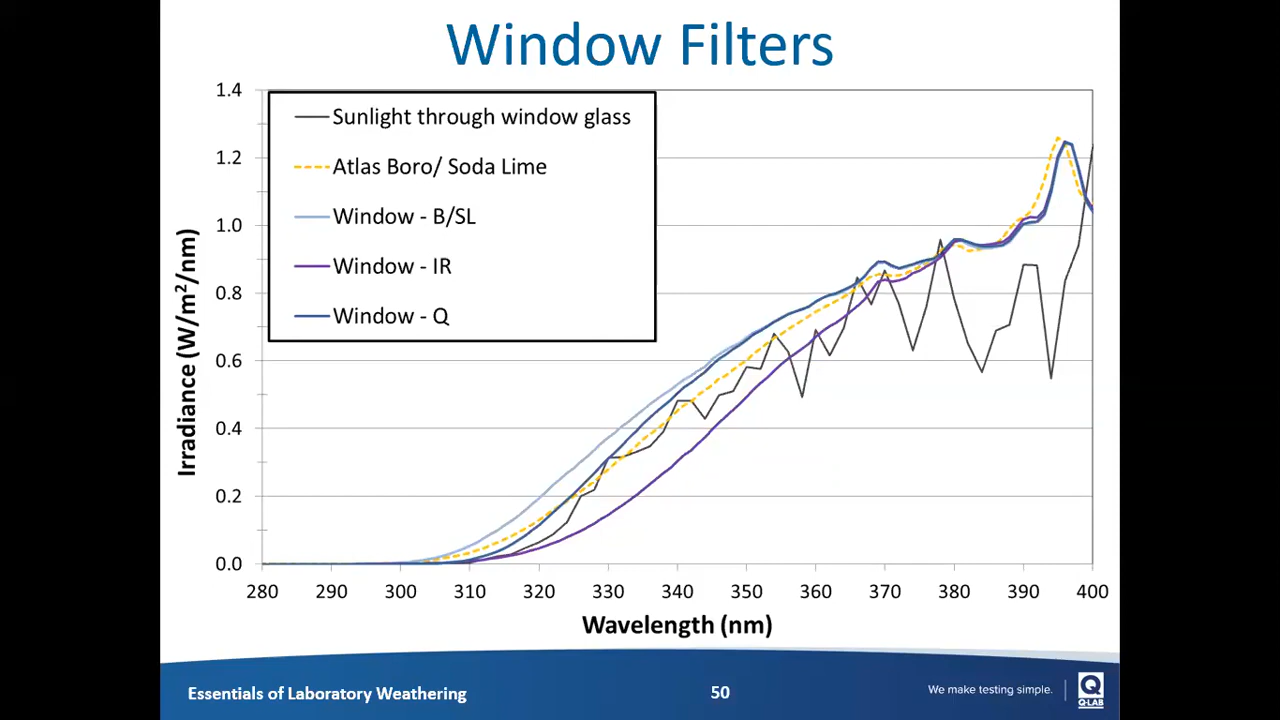 Window Filters
1.4
1.2
1.0
0.8
0.6
0.4
0.2
0.0
Irradiance (W/m²/nm)
Sunlight through window glass
Atlas Boro/ Soda Lime
Window - B/SL
Window - IR
Window - Q
280 290 300 310 320 330 340 350 360 370 380 390 400
Wavelength (nm)
Essentials of Laboratory Weathering
50
We make testing simple.
Q
Q-LAB